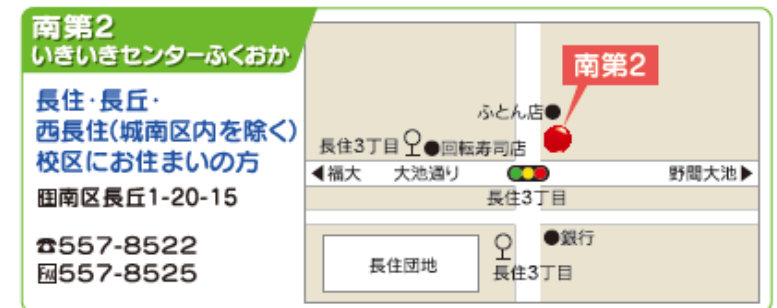 南第2
いきいきセンターふくおか
長住・長丘・
西長住(城南区内を除く)
校区にお住まいの方
南区長丘1-20-15
☎557-8522
FAX557-8525
南第2
ふとん店●
長住3丁目
●回転寿司店
◀福大
大池通り
野間大池▶
長住3丁目
●銀行
長住団地
長住3丁目